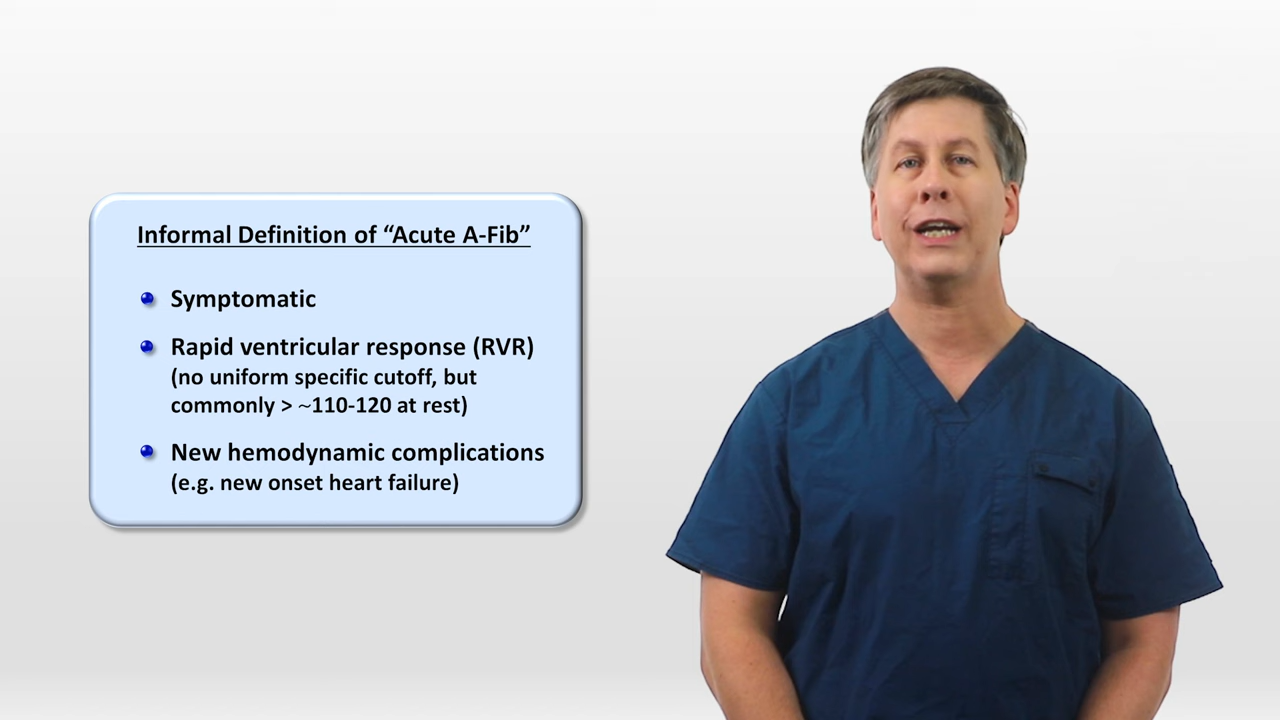 Informal Definition of “Acute A-Fib”
Symptomatic
Rapid ventricular response (RVR)
(no uniform specific cutoff, but
commonly > ~110-120 at rest)
New hemodynamic complications
(e.g. new onset heart failure)